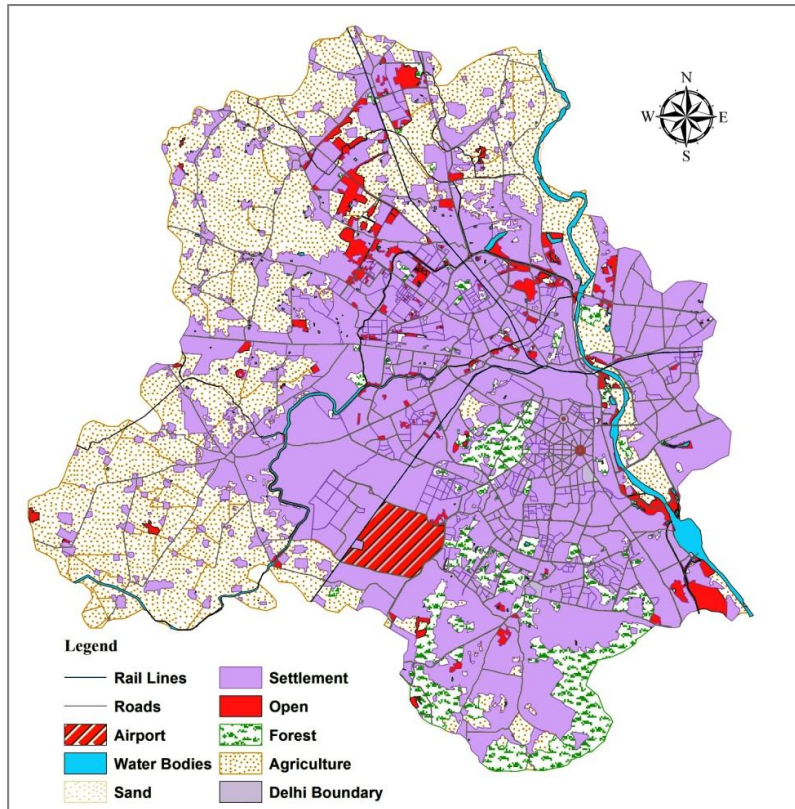 N
W E
S
Legend
Rail Lines
Roads
Airport
Water Bodies
Sand
Settlement
Open
Forest
Agriculture
Delhi Boundary